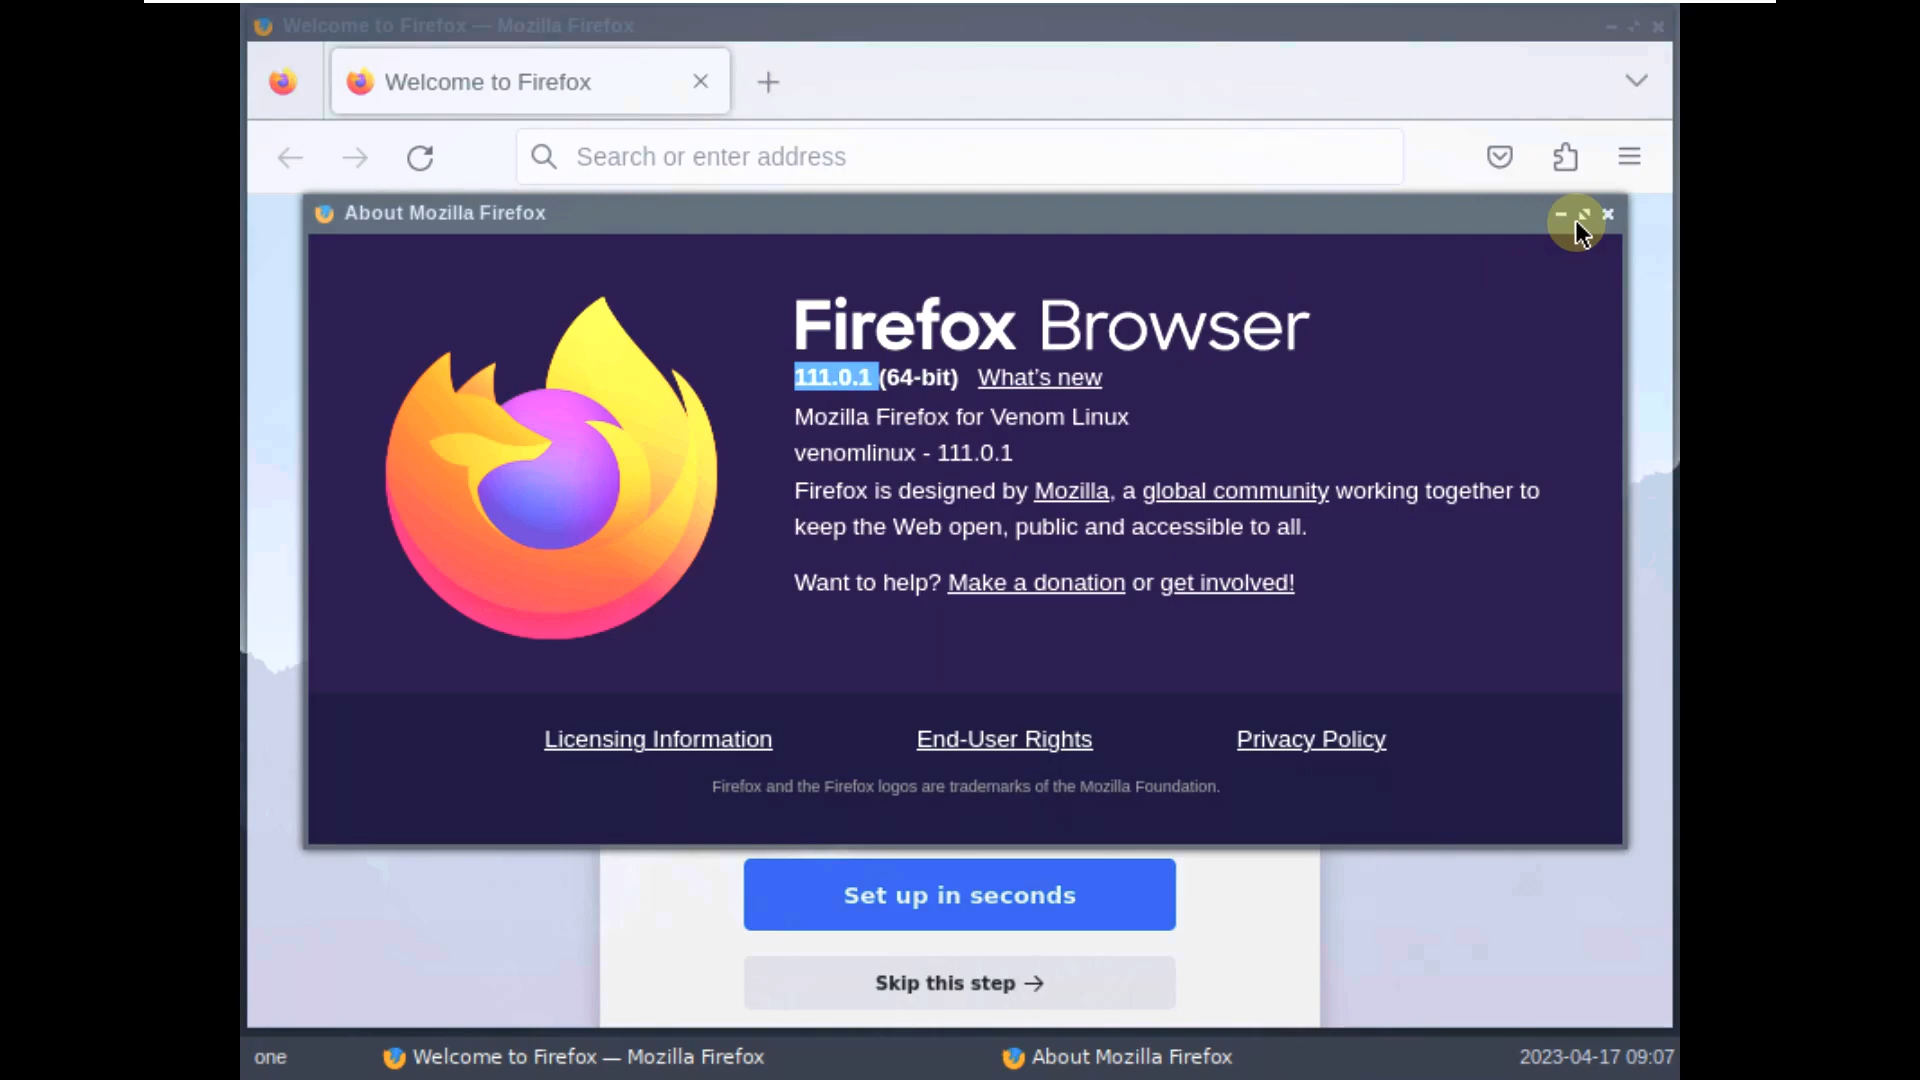 Welcome to Firefox — Mozilla Firefox
Welcome to Firefox
Search or enter address
About Mozilla Firefox
Firefox Browser
111.0.1 (64-bit) What's new
Mozilla Firefox for Venom Linux
venomlinux - 111.0.1
Firefox is designed by Mozilla, a global community working together to
keep the Web open, public and accessible to all.
Want to help? Make a donation or get involved!
Licensing Information End-User Rights Privacy Policy
Firefox and the Firefox logos are trademarks of the Mozilla Foundation.
Set up in seconds
Skip this step →
one Welcome to Firefox — Mozilla Firefox About Mozilla Firefox 2023-04-17 09:07